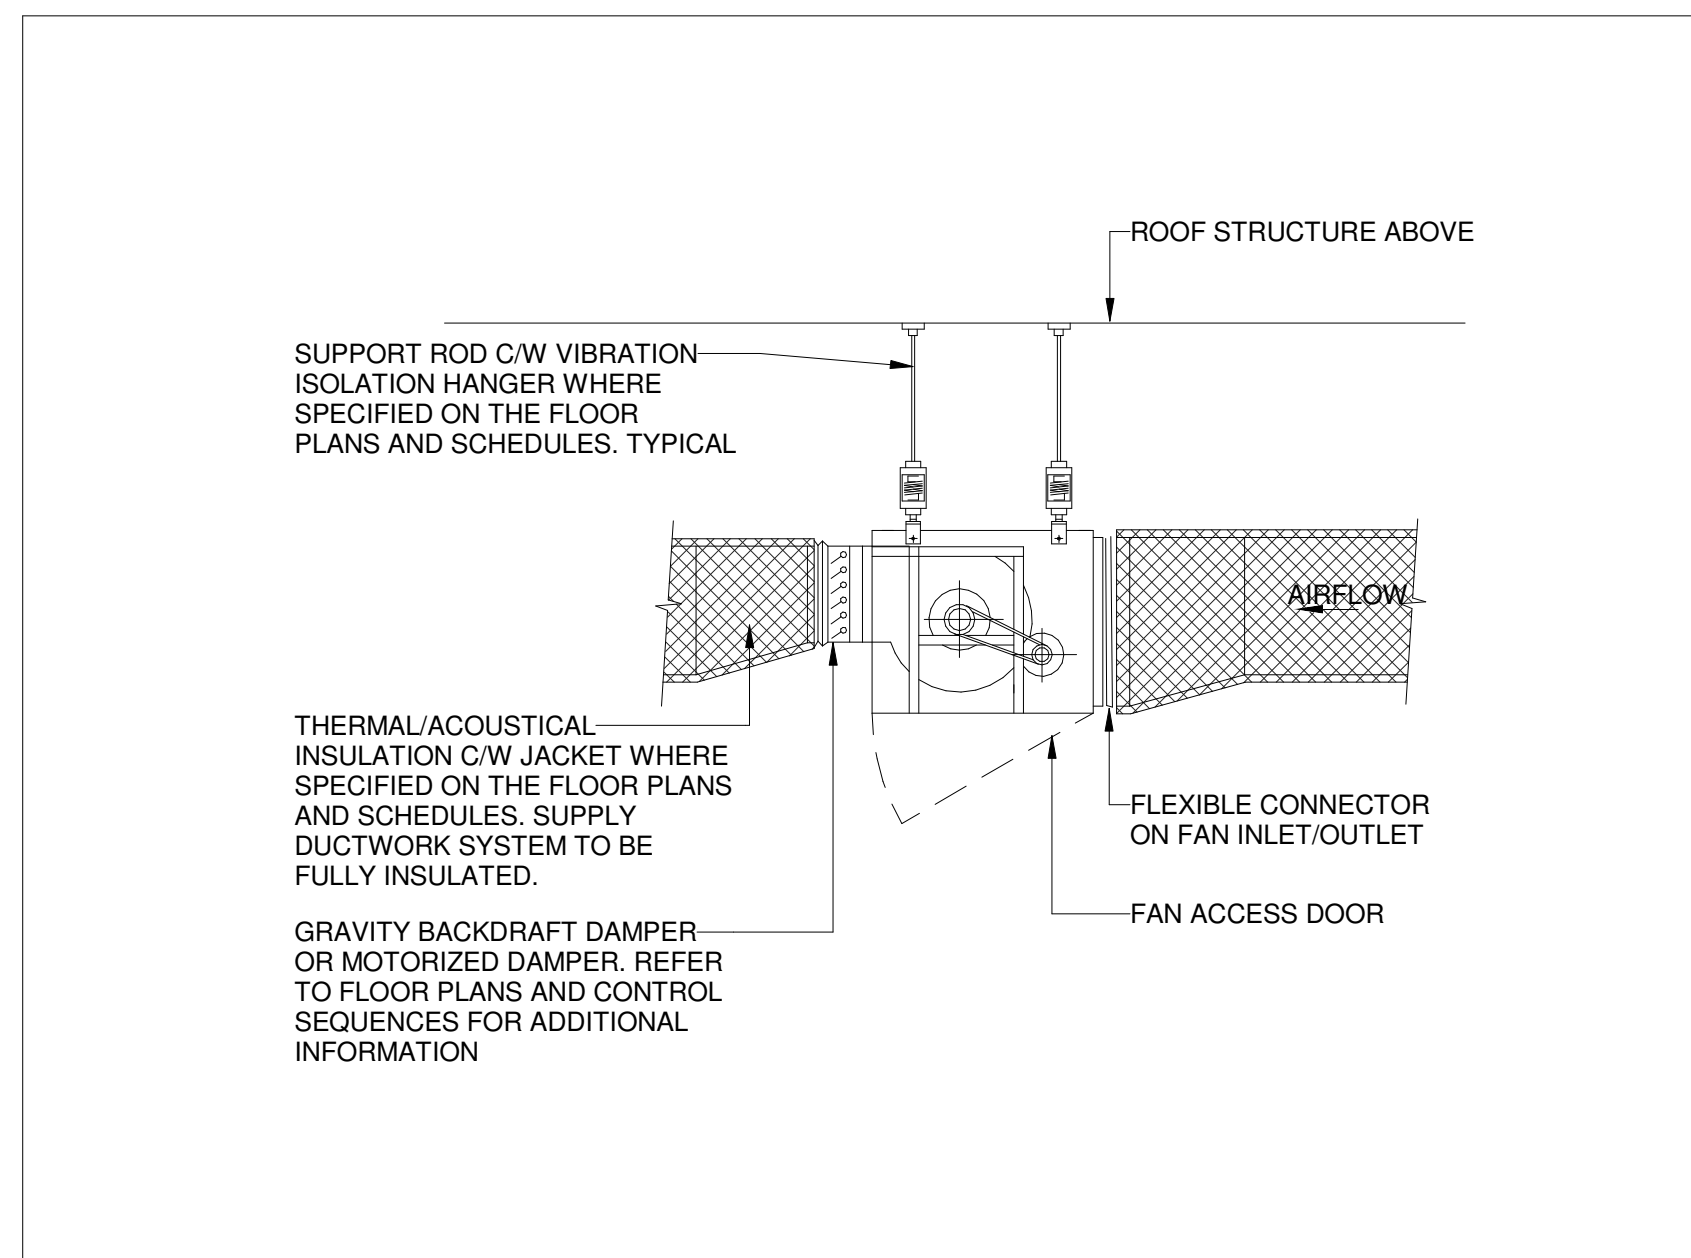 ROOF STRUCTURE ABOVE
SUPPORT ROD C/W VIBRATION
ISOLATION HANGER WHERE
SPECIFIED ON THE FLOOR
PLANS AND SCHEDULES. TYPICAL
AIRFLOW
THERMAL/ACOUSTICAL
INSULATION C/W JACKET WHERE
SPECIFIED ON THE FLOOR PLANS
AND SCHEDULES. SUPPLY
DUCTWORK SYSTEM TO BE
FULLY INSULATED.
FLEXIBLE CONNECTOR
ON FAN INLET/OUTLET
FAN ACCESS DOOR
GRAVITY BACKDRAFT DAMPER
OR MOTORIZED DAMPER. REFER
TO FLOOR PLANS AND CONTROL
SEQUENCES FOR ADDITIONAL
INFORMATION